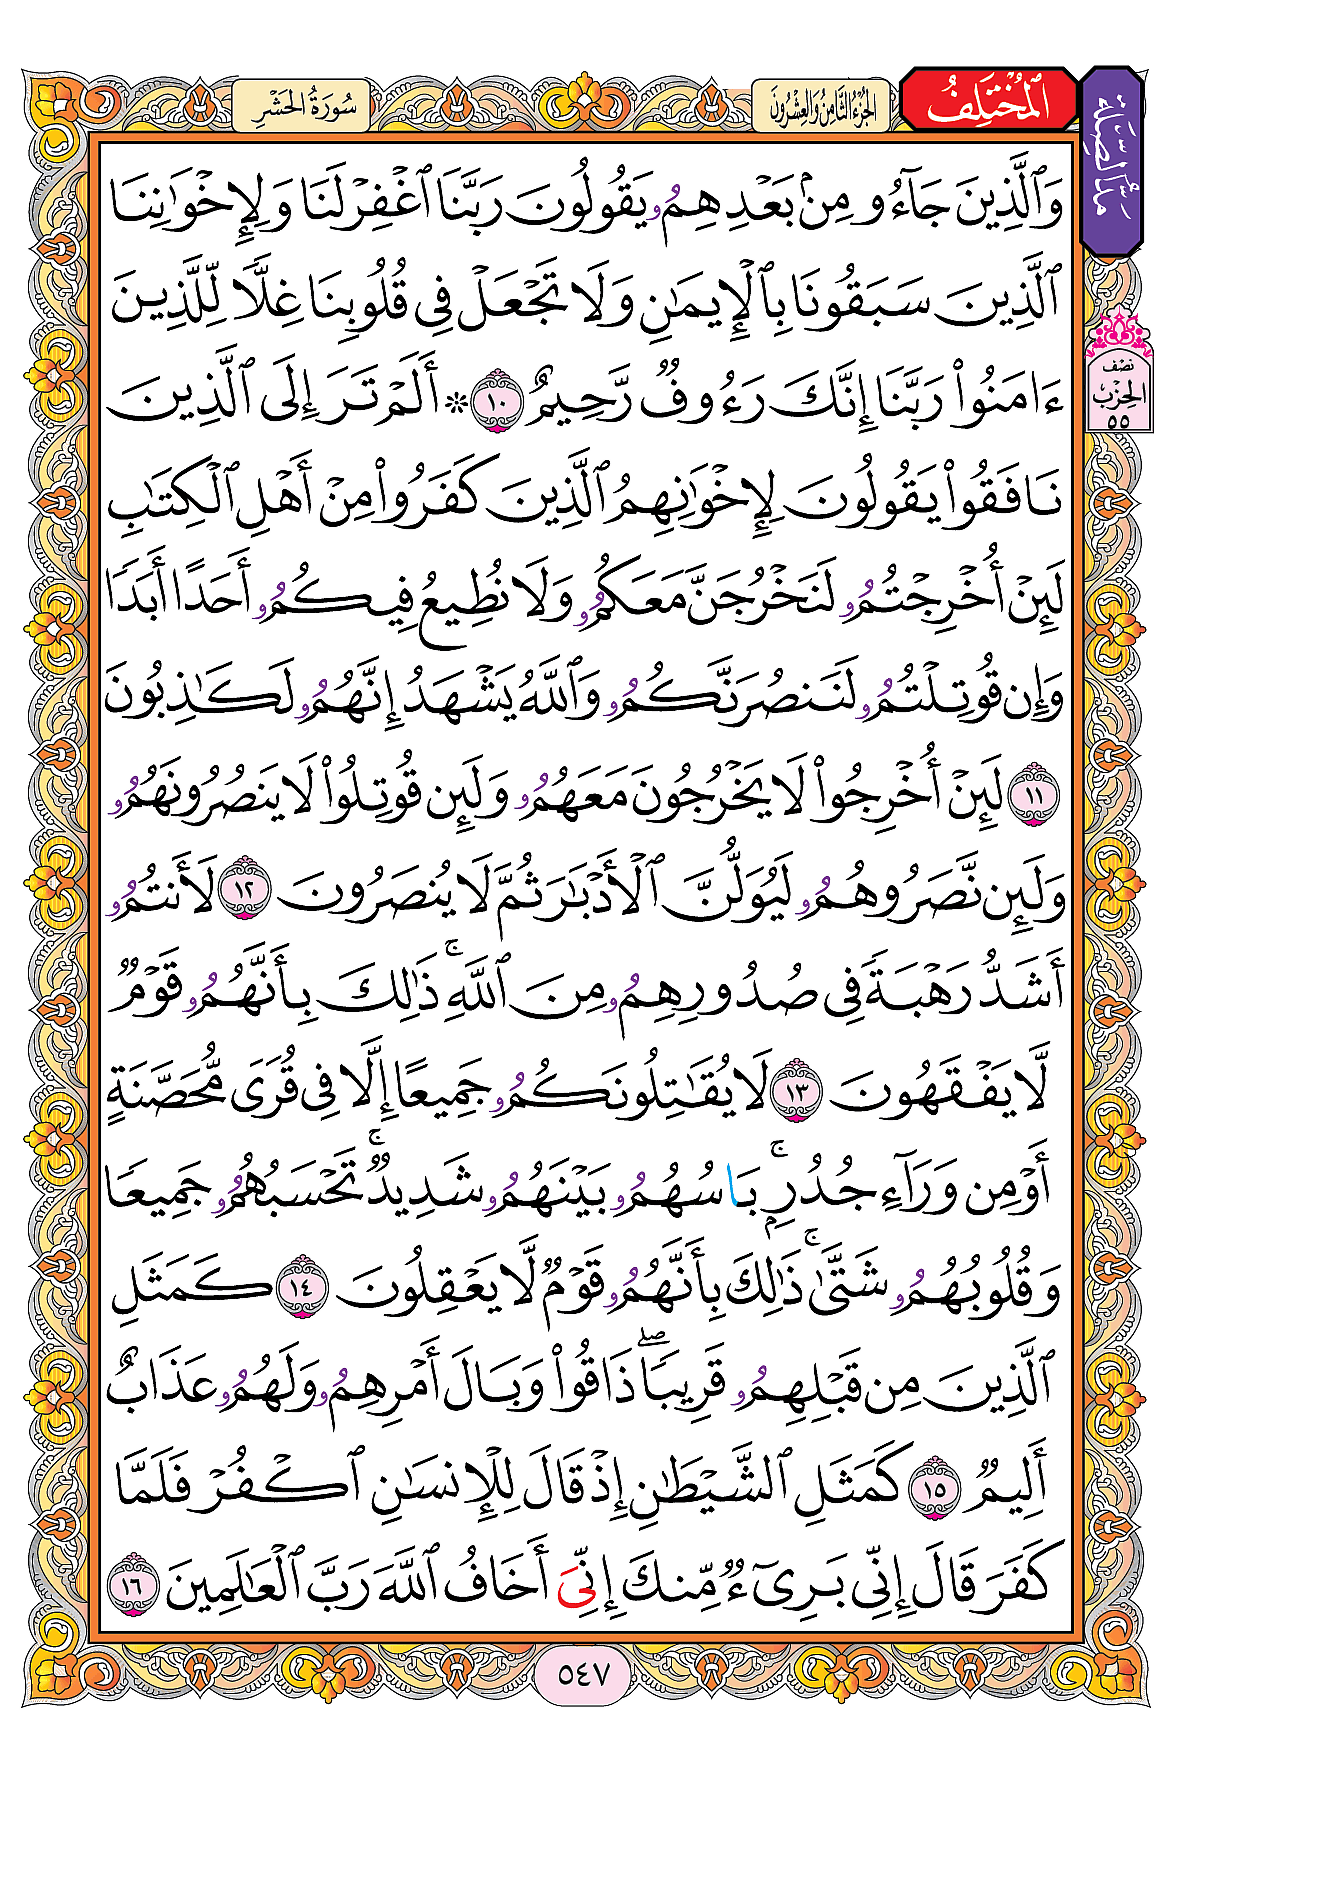 سُورَةُ الحَشْرِ
الجُزْءُ الثَّامِنُ وَالعِشْرُونَ
ٱلْمُخْتَلِفُ
مَدُّ ٱلصِّلَةِ
وَٱلَّذِينَ جَآءُو مِنۢ بَعْدِهِمُۥ يَقُولُونَ رَبَّنَا ٱغْفِرْ لَنَا وَلِإِخْوَٰنِنَا
ٱلَّذِينَ سَبَقُونَا بِٱلْإِيمَٰنِ وَلَا تَجْعَلْ فِى قُلُوبِنَا غِلًّا لِّلَّذِينَ
ءَامَنُوا۟ رَبَّنَا إِنَّكَ رَءُوفٌ رَّحِيمٌ ١٠ * أَلَمْ تَرَ إِلَى ٱلَّذِينَ
نَافَقُوا۟ يَقُولُونَ لِإِخْوَٰنِهِمُ ٱلَّذِينَ كَفَرُوا۟ مِنْ أَهْلِ ٱلْكِتَٰبِ
لَئِنْ أُخْرِجْتُمُۥ لَنَخْرُجَنَّ مَعَكُمُۥ وَلَا نُطِيعُ فِيكُمُۥ أَحَدًا أَبَدًا
وَإِن قُوتِلْتُمُۥ لَنَنصُرَنَّكُمُۥ وَٱللَّهُ يَشْهَدُ إِنَّهُمُۥ لَكَٰذِبُونَ
١١ لَئِنْ أُخْرِجُوا۟ لَا يَخْرُجُونَ مَعَهُمُۥ وَلَئِن قُوتِلُوا۟ لَا يَنصُرُونَهُمُۥ
وَلَئِن نَّصَرُوهُمُۥ لَيُوَلُّنَّ ٱلْأَدْبَٰرَ ثُمَّ لَا يُنصَرُونَ ١٢ لَأَنتُمُۥ
أَشَدُّ رَهْبَةً فِى صُدُورِهِمُۥ مِنَ ٱللَّهِ ۚ ذَٰلِكَ بِأَنَّهُمُۥ قَوْمٌ
لَّا يَفْقَهُونَ ١٣ لَا يُقَٰتِلُونَكُمُۥ جَمِيعًا إِلَّا فِى قُرًى مُّحَصَّنَةٍ
أَوْ مِن وَرَآءِ جُدُرٍۭ ۚ بَاسُهُمُۥ بَيْنَهُمُۥ شَدِيدٌ ۚ تَحْسَبُهُمُۥ جَمِيعًا
وَقُلُوبُهُمُۥ شَتَّىٰ ۚ ذَٰلِكَ بِأَنَّهُمُۥ قَوْمٌ لَّا يَعْقِلُونَ ١٤ كَمَثَلِ
ٱلَّذِينَ مِن قَبْلِهِمُۥ قَرِيبًا ۖ ذَاقُوا۟ وَبَالَ أَمْرِهِمُۥ وَلَهُمُۥ عَذَابٌ
أَلِيمٌ ١٥ كَمَثَلِ ٱلشَّيْطَٰنِ إِذْ قَالَ لِلْإِنسَٰنِ ٱكْفُرْ فَلَمَّا
كَفَرَ قَالَ إِنِّى بَرِىٓءٌ مِّنكَ إِنِّىَ أَخَافُ ٱللَّهَ رَبَّ ٱلْعَٰلَمِينَ ١٦
نصف
الحزب
٥٥
٥٤٧